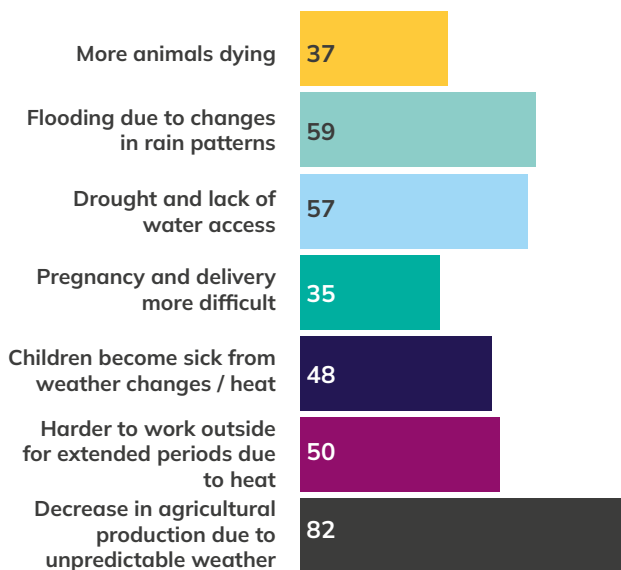 More animals dying
37
Flooding due to changes
in rain patterns
59
Drought and lack of
water access
57
Pregnancy and delivery
more difficult
35
Children become sick from
weather changes / heat
48
Harder to work outside
for extended periods due
to heat
50
Decrease in agricultural
production due to
unpredictable weather
82